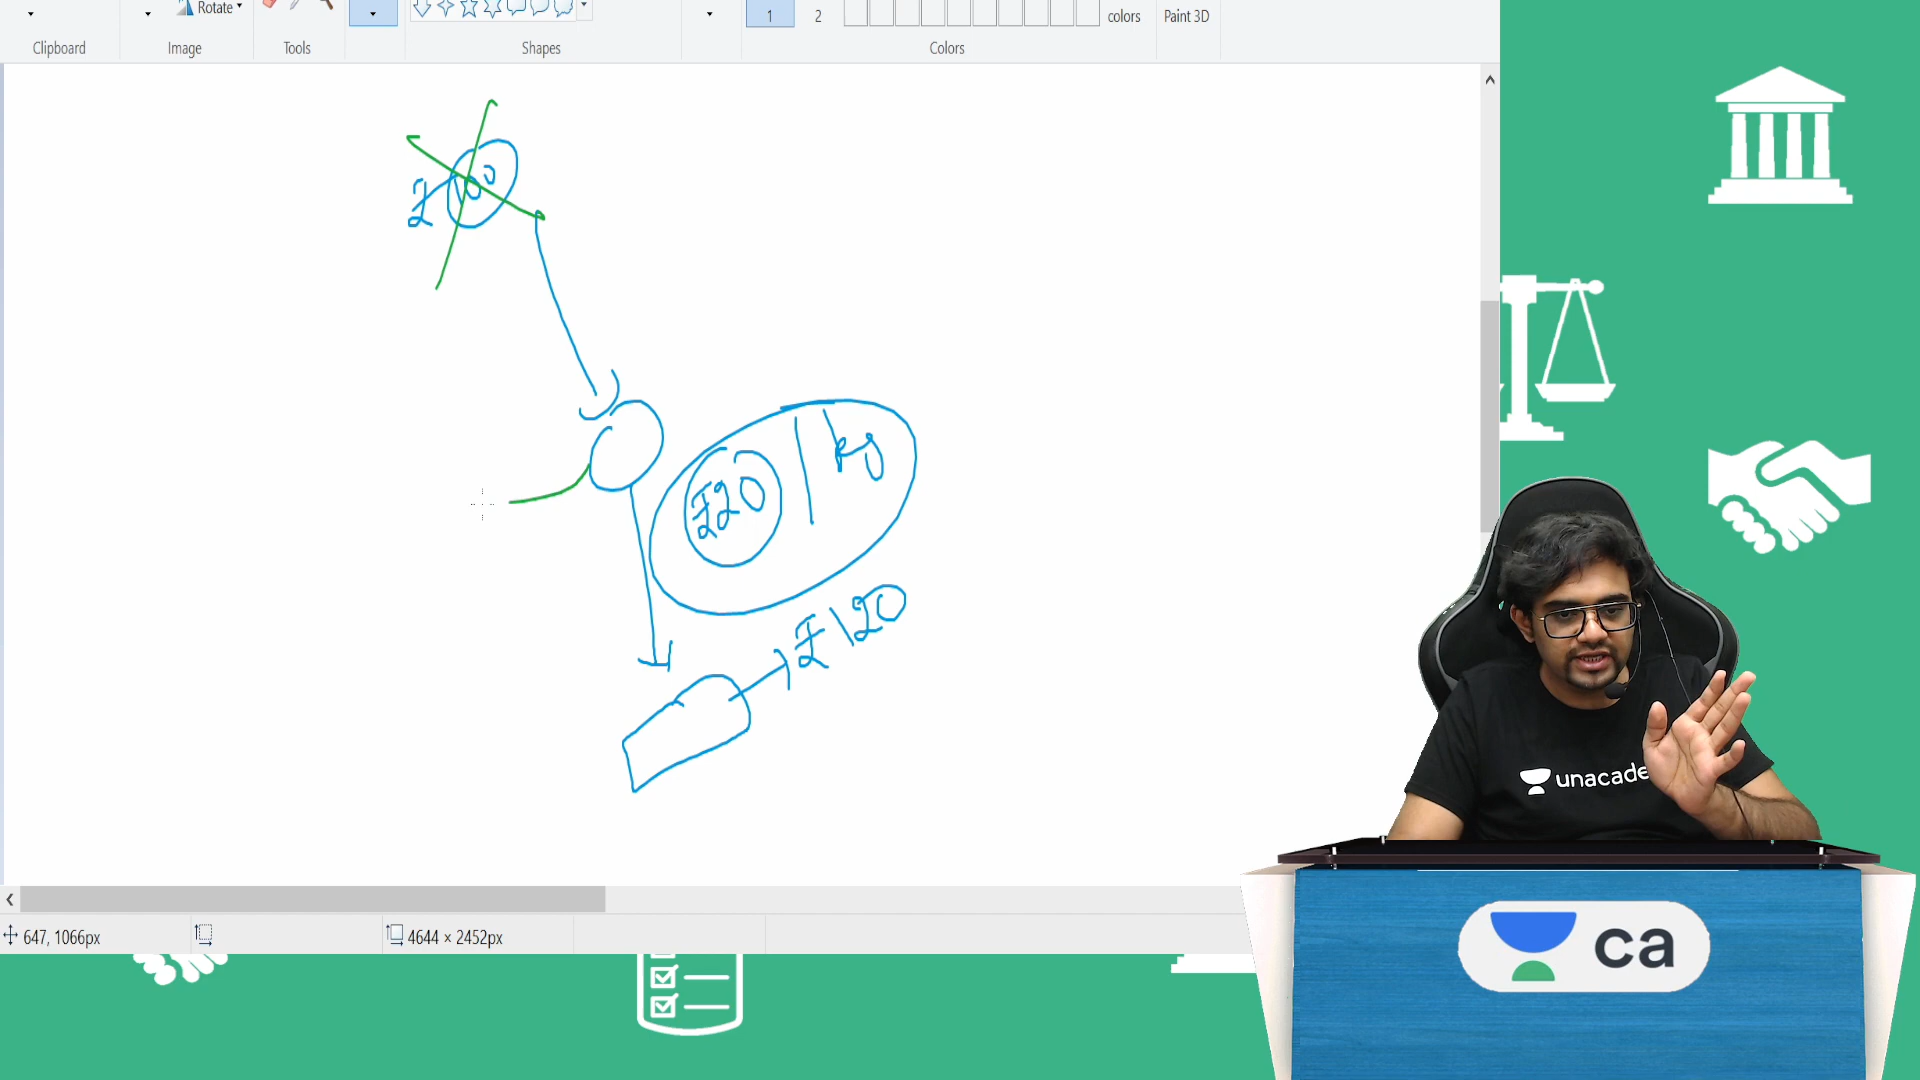 Rotate
colors
Paint 3D
1
2
Clipboard
Image
Tools
Shapes
Colors
₹ 100
₹20 | kg
₹120
unacade
647, 1066px
4644 × 2452px
ca